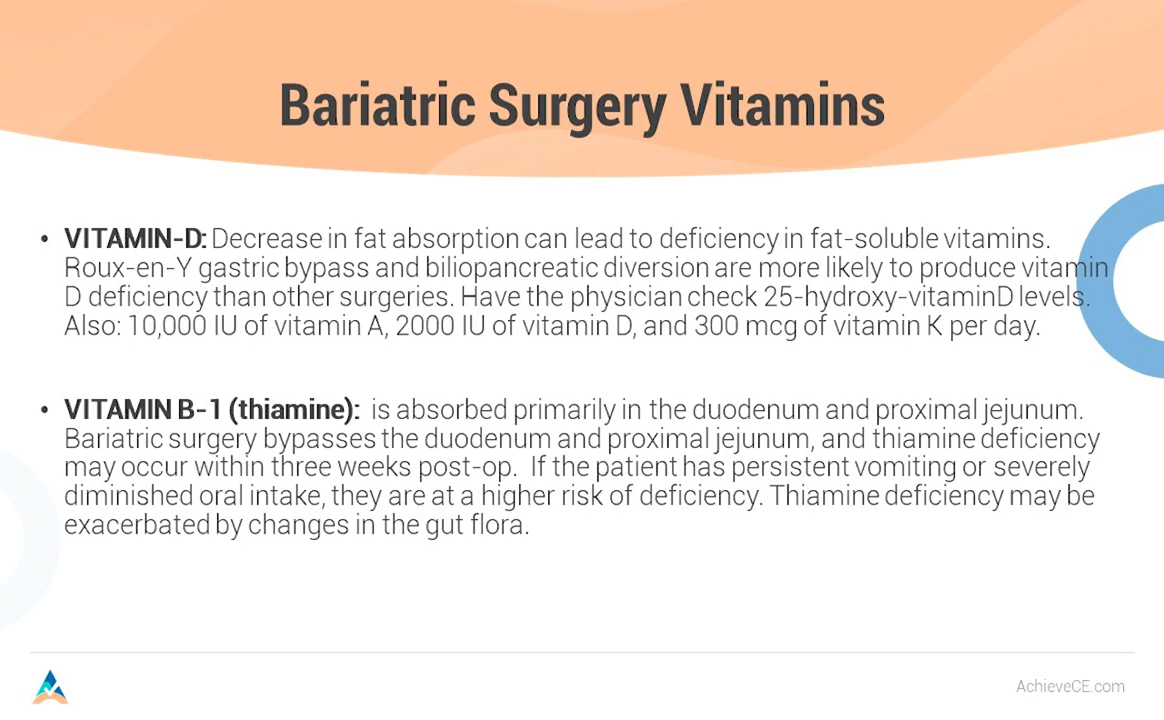 Bariatric Surgery Vitamins
• VITAMIN-D: Decrease in fat absorption can lead to deficiency in fat-soluble vitamins.
Roux-en-Y gastric bypass and biliopancreatic diversion are more likely to produce vitamin
D deficiency than other surgeries. Have the physician check 25-hydroxy-vitaminD levels.
Also: 10,000 IU of vitamin A, 2000 IU of vitamin D, and 300 mcg of vitamin K per day.
• VITAMIN B-1 (thiamine): is absorbed primarily in the duodenum and proximal jejunum.
Bariatric surgery bypasses the duodenum and proximal jejunum, and thiamine deficiency
may occur within three weeks post-op. If the patient has persistent vomiting or severely
diminished oral intake, they are at a higher risk of deficiency. Thiamine deficiency may be
exacerbated by changes in the gut flora.
AchieveCE.com